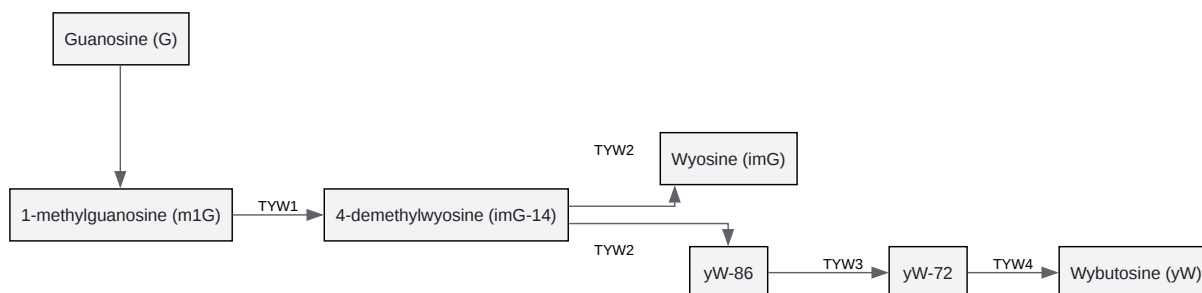 Guanosine (G)
TYW2
Wyosine (imG)
1-methylguanosine (m1G)
TYW1
4-demethylwyosine (imG-14)
TYW2
yW-86
TYW3
yW-72
TYW4
Wybutosine (yW)